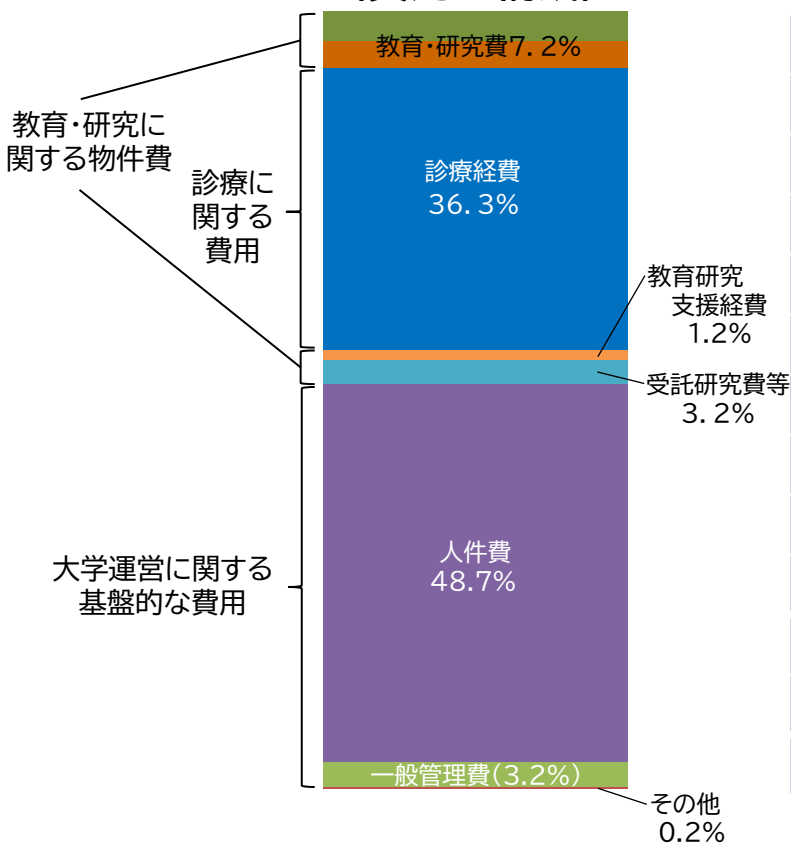 教育・研究費7.2%
教育・研究に
関する物件費
診療経費
36.3%
診療に
関する
費用
教育研究
支援経費
1.2%
受託研究費等
3.2%
人件費
48.7%
大学運営に関する
基盤的な費用
一般管理費(3.2%)
その他
0.2%